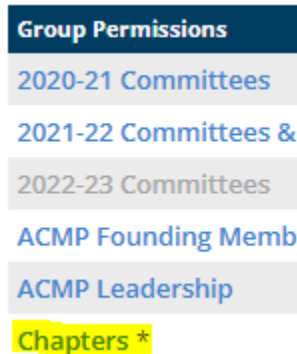 Group Permissions
2020-21 Committees
2021-22 Committees &
2022-23 Committees
ACMP Founding Memb
ACMP Leadership
Chapters *